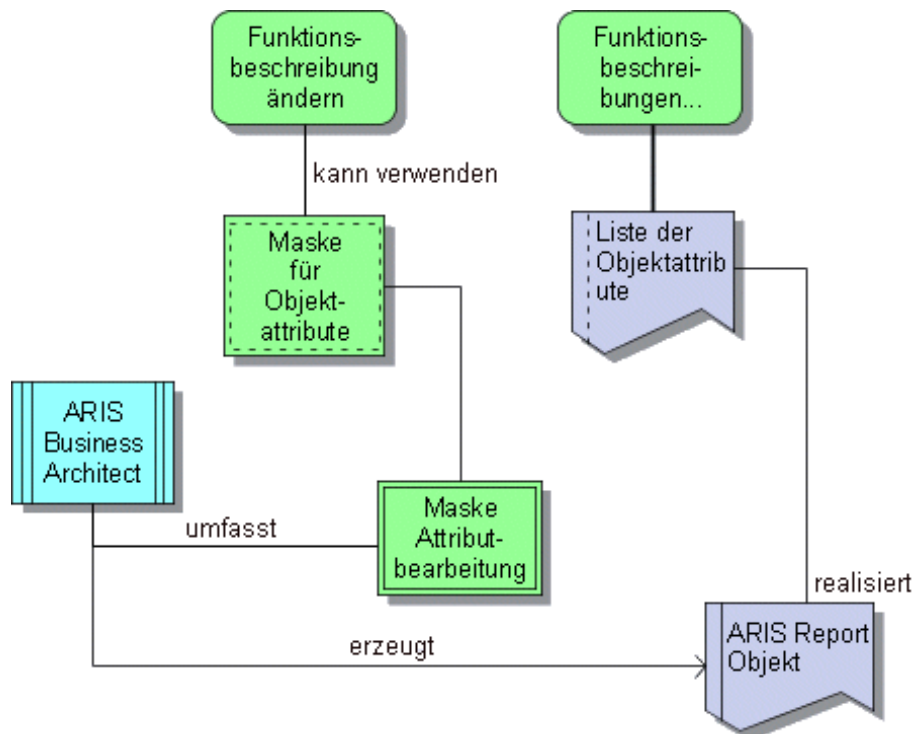 Funktions-
beschreibung
ändern
Funktions-
beschrei-
bungen...
kann verwenden
Maske
für
Objekt-
attribute
Liste der
Objektattrib
ute
ARIS
Business
Architect
umfasst
Maske
Attribut-
bearbeitung
realisiert
erzeugt
ARIS Report
Objekt